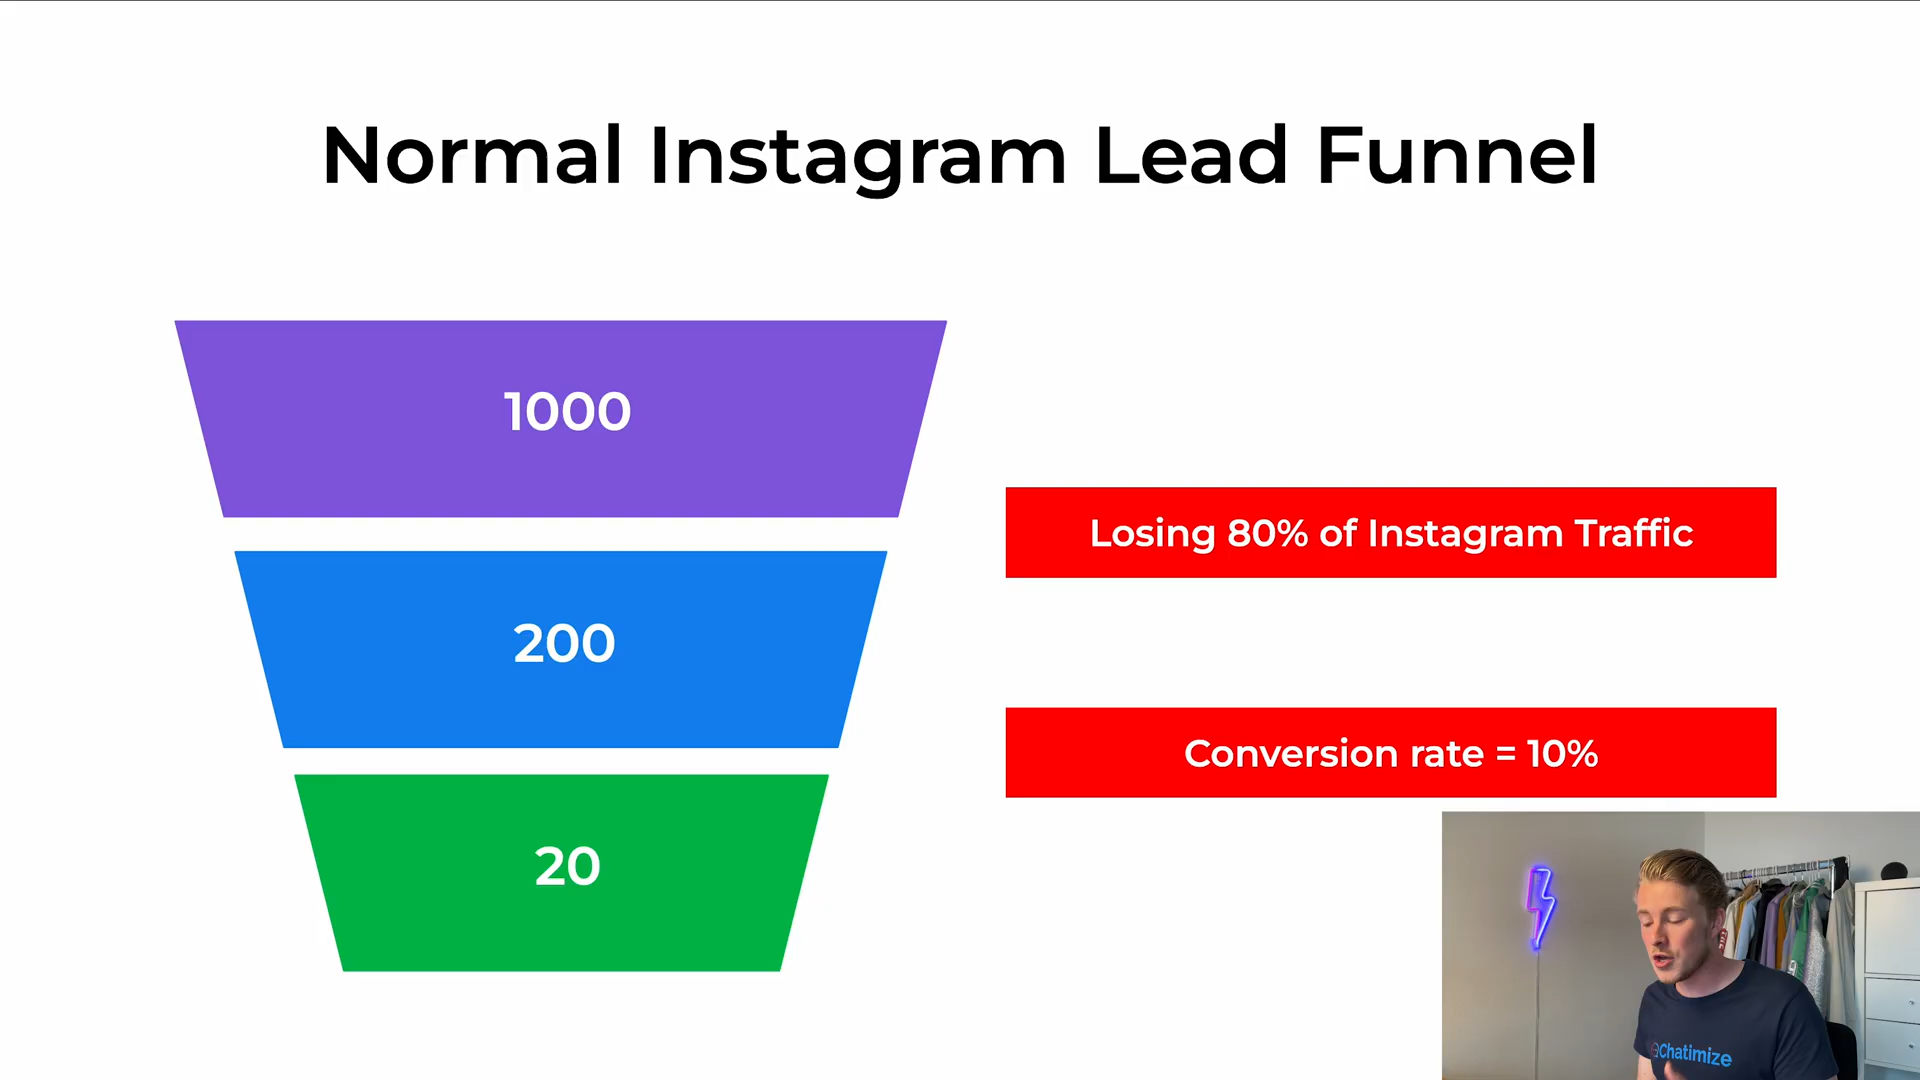 Normal Instagram Lead Funnel
1000
Losing 80% of Instagram Traffic
200
Conversion rate = 10%
20
Chatimize